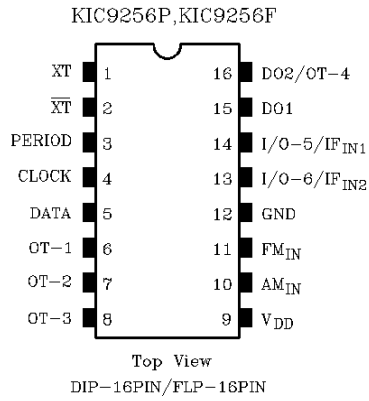 KIC9256P,KIC9256F
XT 1 16 DO2/OT-4
X̅T̅ 2 15 DO1
PERIOD 3 14 I/O-5/IFIN1
CLOCK 4 13 I/O-6/IFIN2
DATA 5 12 GND
OT-1 6 11 FMIN
OT-2 7 10 AMIN
OT-3 8 9 VDD
Top View
DIP-16PIN/FLP-16PIN